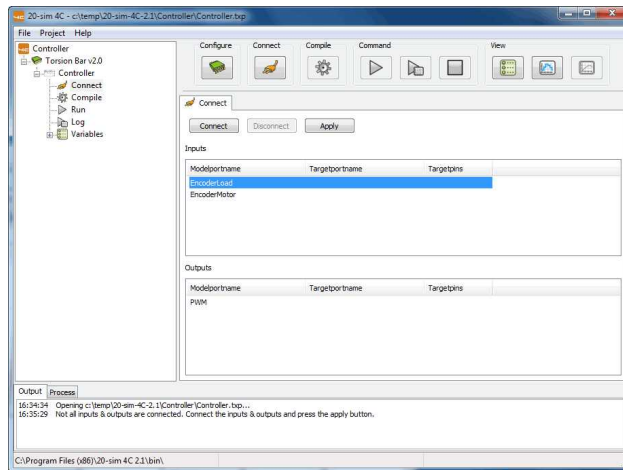 20-sim 4C - c:\temp\20-sim-4C-2.1\Controller\Controller.txp
File Project Help
Controller
Torsion Bar v2.0
Controller
Connect
Compile
Run
Log
Variables
Configure Connect Compile Command View
Connect
Connect Disconnect Apply
Inputs
Modelportname Targetportname Targetpins
EncoderLoad
EncoderMotor
Outputs
Modelportname Targetportname Targetpins
PWM
Output Process
16:34:34 Opening c:\temp\20-sim-4C-2.1\Controller\Controller.txp...
16:35:29 Not all inputs & outputs are connected. Connect the inputs & outputs and press the apply button.
C:\Program Files (x86)\20-sim 4C 2.1\bin\